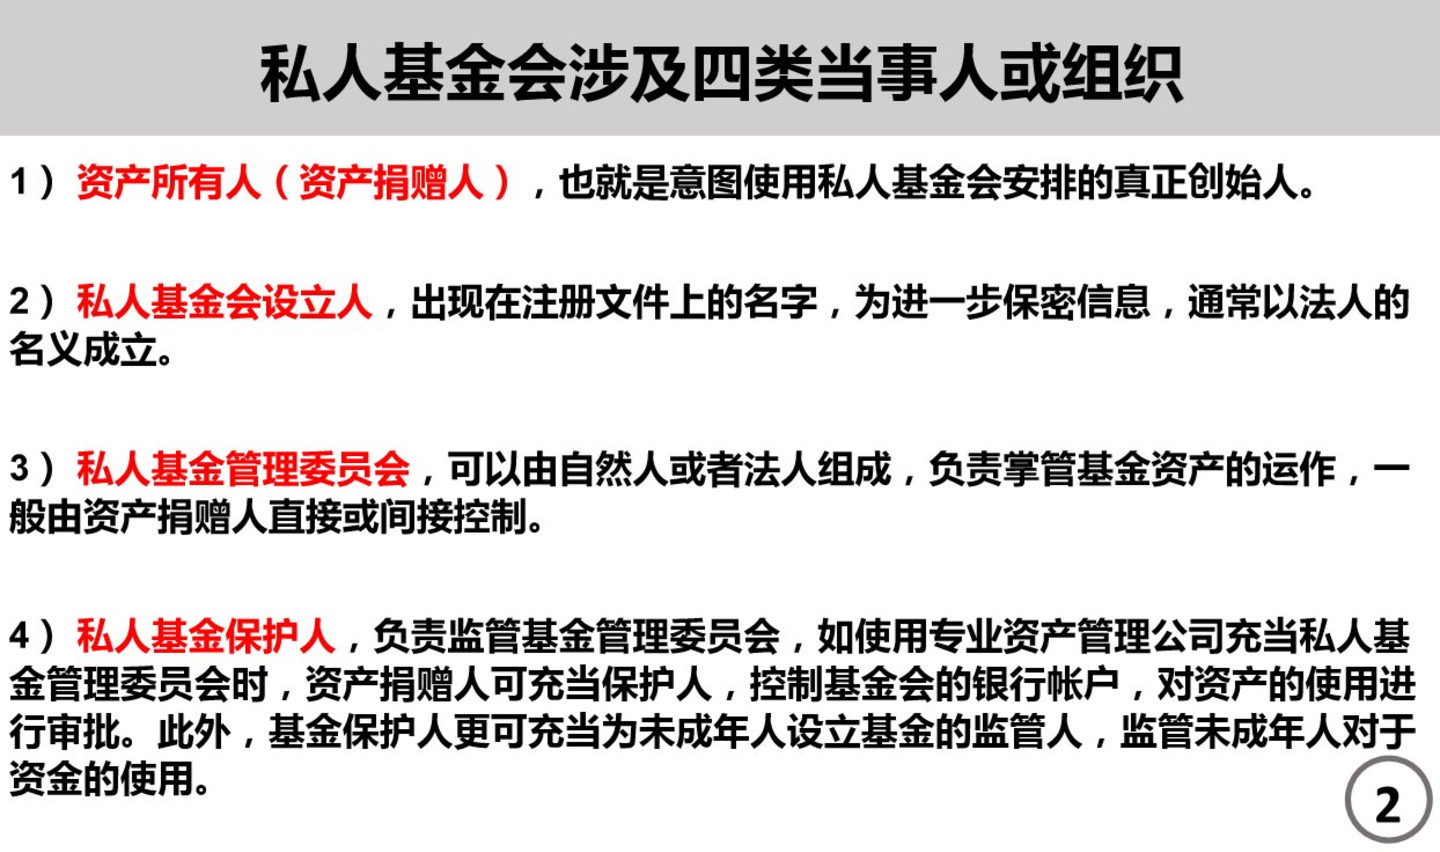 私人基金会涉及四类当事人或组织
1） 资产所有人（资产捐赠人），也就是意图使用私人基金会安排的真正创始人。
2） 私人基金会设立人，出现在注册文件上的名字，为进一步保密信息，通常以法人的
名义成立。
3） 私人基金管理委员会，可以由自然人或者法人组成，负责掌管基金资产的运作，一
般由资产捐赠人直接或间接控制。
4） 私人基金保护人，负责监管基金管理委员会，如使用专业资产管理公司充当私人基
金管理委员会时，资产捐赠人可充当保护人，控制基金会的银行帐户，对资产的使用进
行审批。此外，基金保护人更可充当为未成年人设立基金的监管人，监管未成年人对于
资金的使用。
2